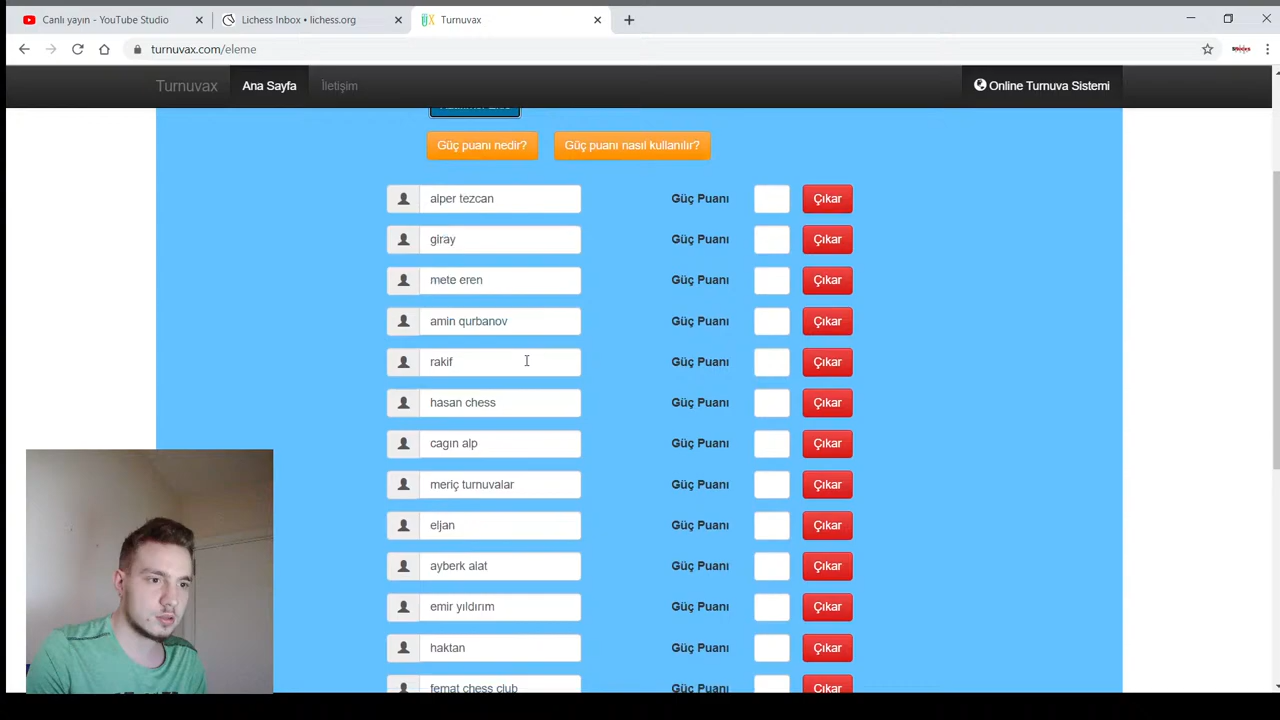 Canlı yayın - YouTube Studio
Lichess Inbox • lichess.org
Turnuvax
turnuvax.com/eleme
Turnuvax
Ana Sayfa
İletişim
Online Turnuva Sistemi
Güç puanı nedir?
Güç puanı nasıl kullanılır?
alper tezcan Güç Puanı Çıkar
giray Güç Puanı Çıkar
mete eren Güç Puanı Çıkar
amin qurbanov Güç Puanı Çıkar
rakif Güç Puanı Çıkar
hasan chess Güç Puanı Çıkar
cagın alp Güç Puanı Çıkar
meriç turnuvalar Güç Puanı Çıkar
eljan Güç Puanı Çıkar
ayberk alat Güç Puanı Çıkar
emir yıldırım Güç Puanı Çıkar
haktan Güç Puanı Çıkar
femat chess club Güç Puanı Çıkar